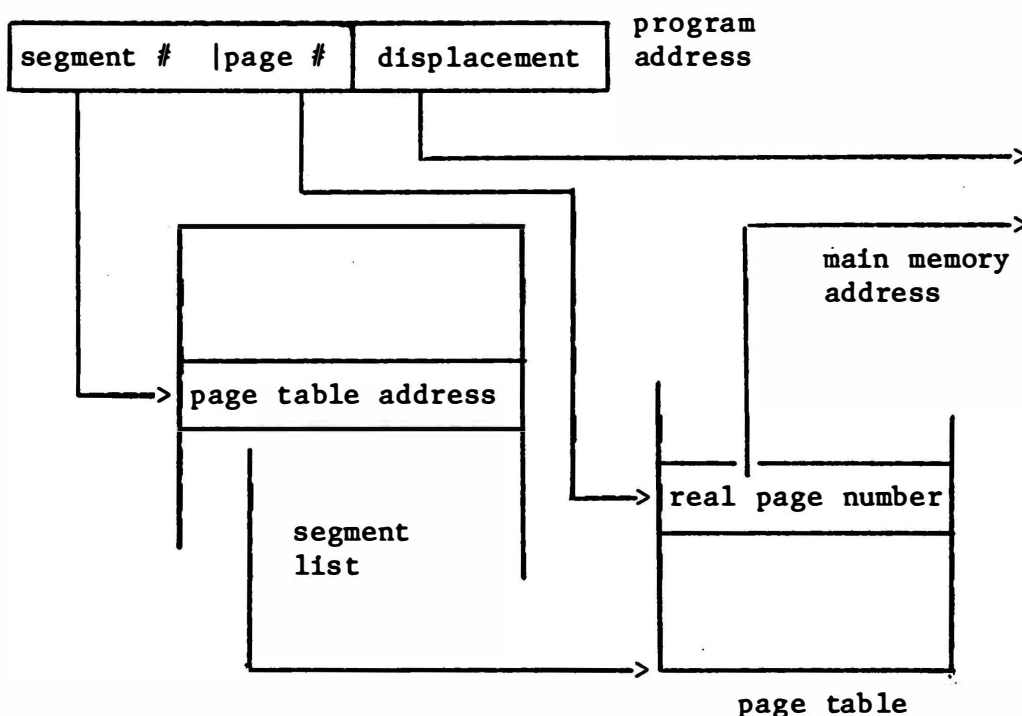 program
address
segment # |page # displacement
main memory
address
page table address
real page number
segment
list
page table